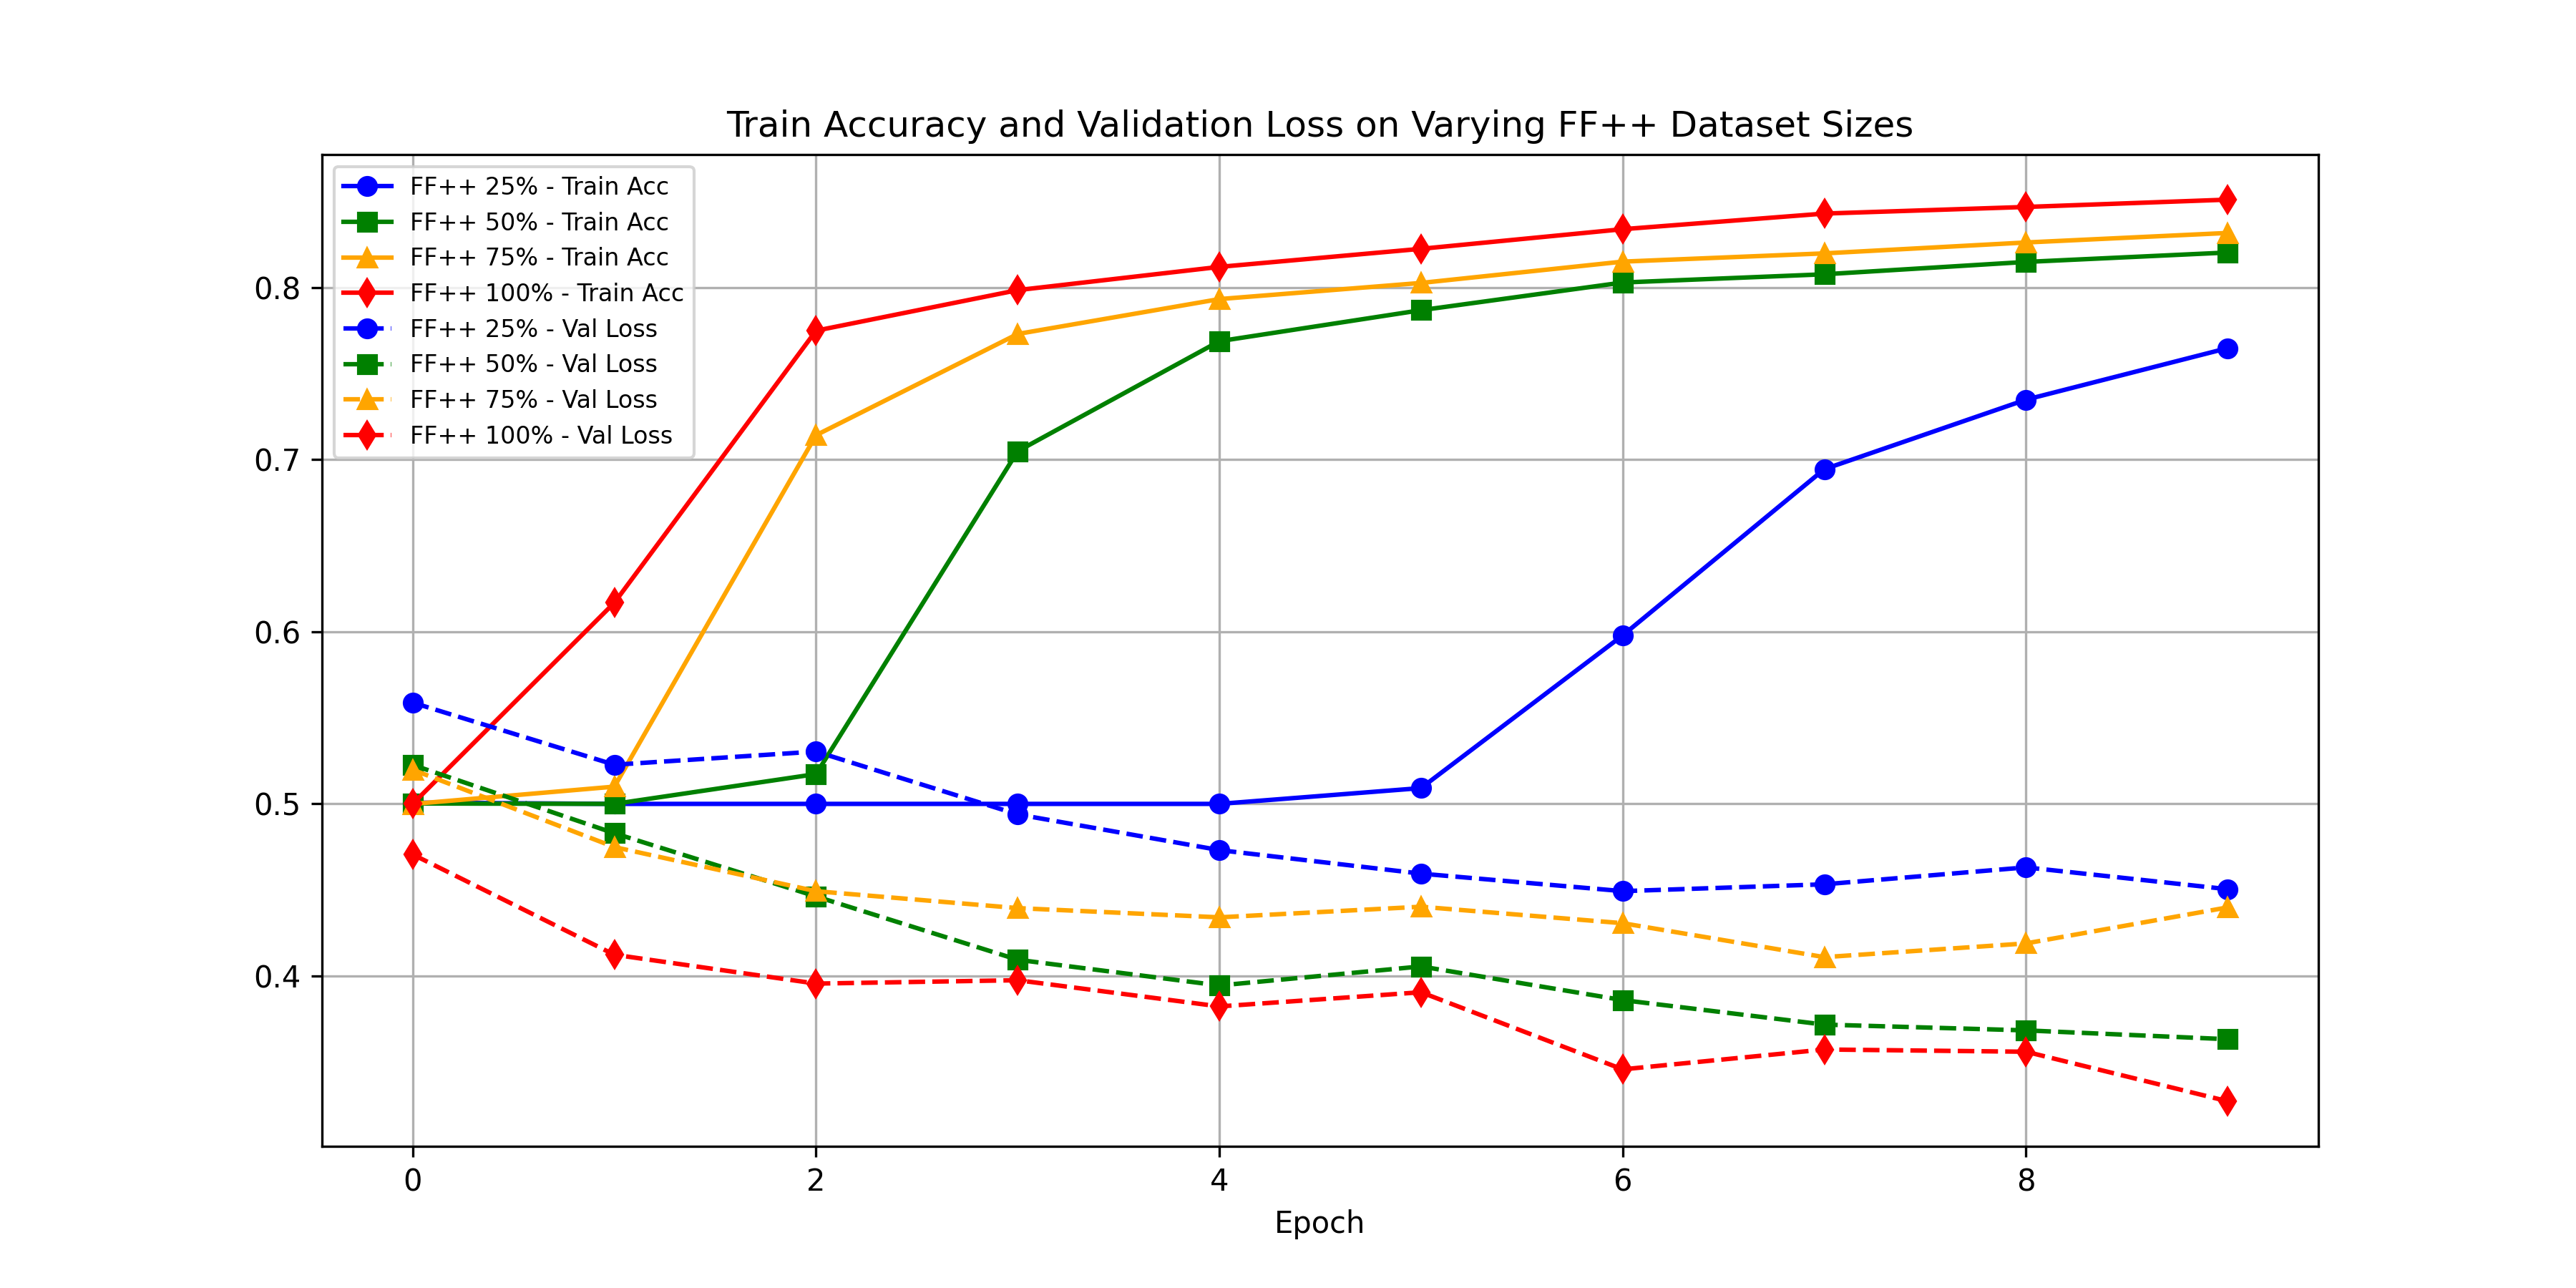 Train Accuracy and Validation Loss on Varying FF++ Dataset Sizes
FF++ 25% - Train Acc
FF++ 50% - Train Acc
FF++ 75% - Train Acc
FF++ 100% - Train Acc
FF++ 25% - Val Loss
FF++ 50% - Val Loss
FF++ 75% - Val Loss
FF++ 100% - Val Loss
0.8
0.7
0.6
0.5
0.4
0 2 4 6 8
Epoch